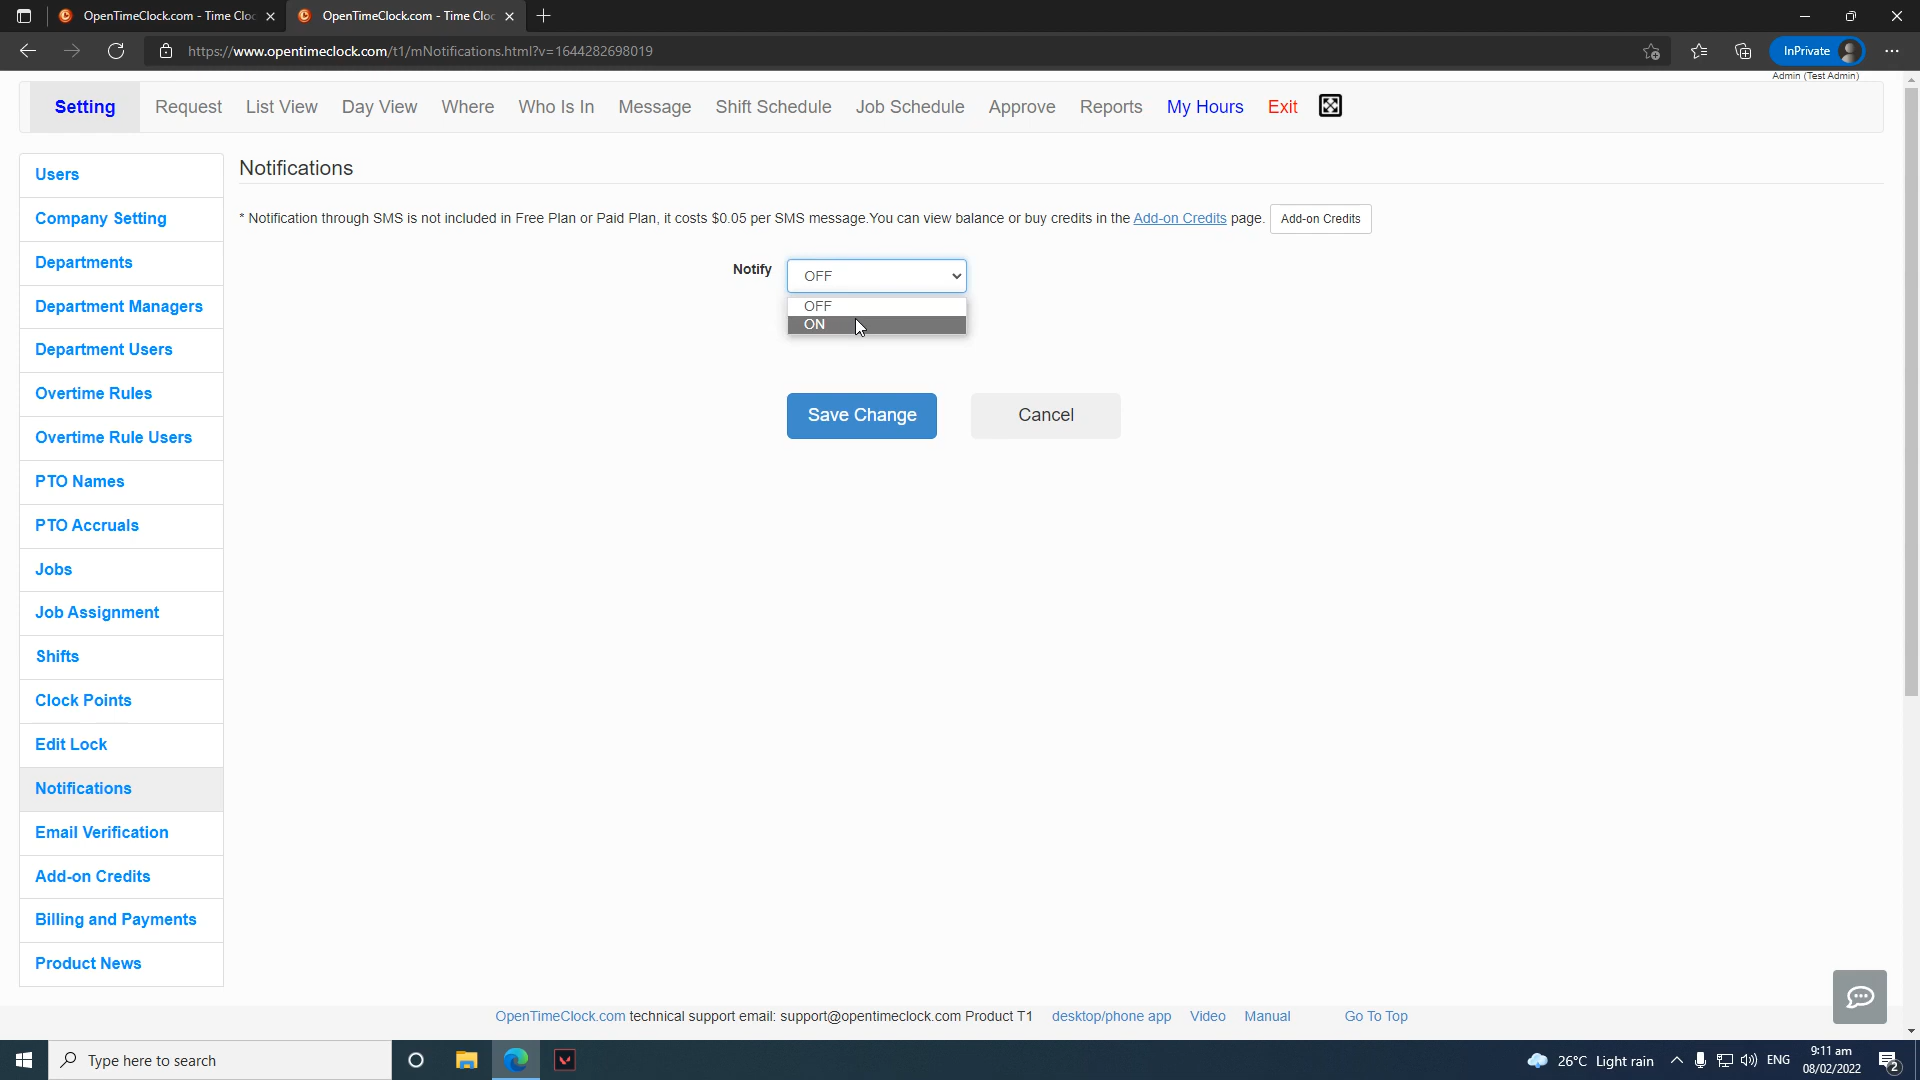 OpenTimeClock.com - Time Cloc
OpenTimeClock.com - Time Cloc
https://www.opentimeclock.com/t1/mNotifications.html?v=1644282698019
InPrivate
Admin (Test Admin)
Setting Request List View Day View Where Who Is In Message Shift Schedule Job Schedule Approve Reports My Hours Exit
Users
Company Setting
Departments
Department Managers
Department Users
Overtime Rules
Overtime Rule Users
PTO Names
PTO Accruals
Jobs
Job Assignment
Shifts
Clock Points
Edit Lock
Notifications
Email Verification
Add-on Credits
Billing and Payments
Product News
Notifications
* Notification through SMS is not included in Free Plan or Paid Plan, it costs $0.05 per SMS message.You can view balance or buy credits in the Add-on Credits page. Add-on Credits
Notify OFF
OFF
ON
Save Change Cancel
OpenTimeClock.com technical support email: support@opentimeclock.com Product T1 desktop/phone app Video Manual Go To Top
Type here to search
26°C Light rain
ENG
9:11 am
08/02/2022
2